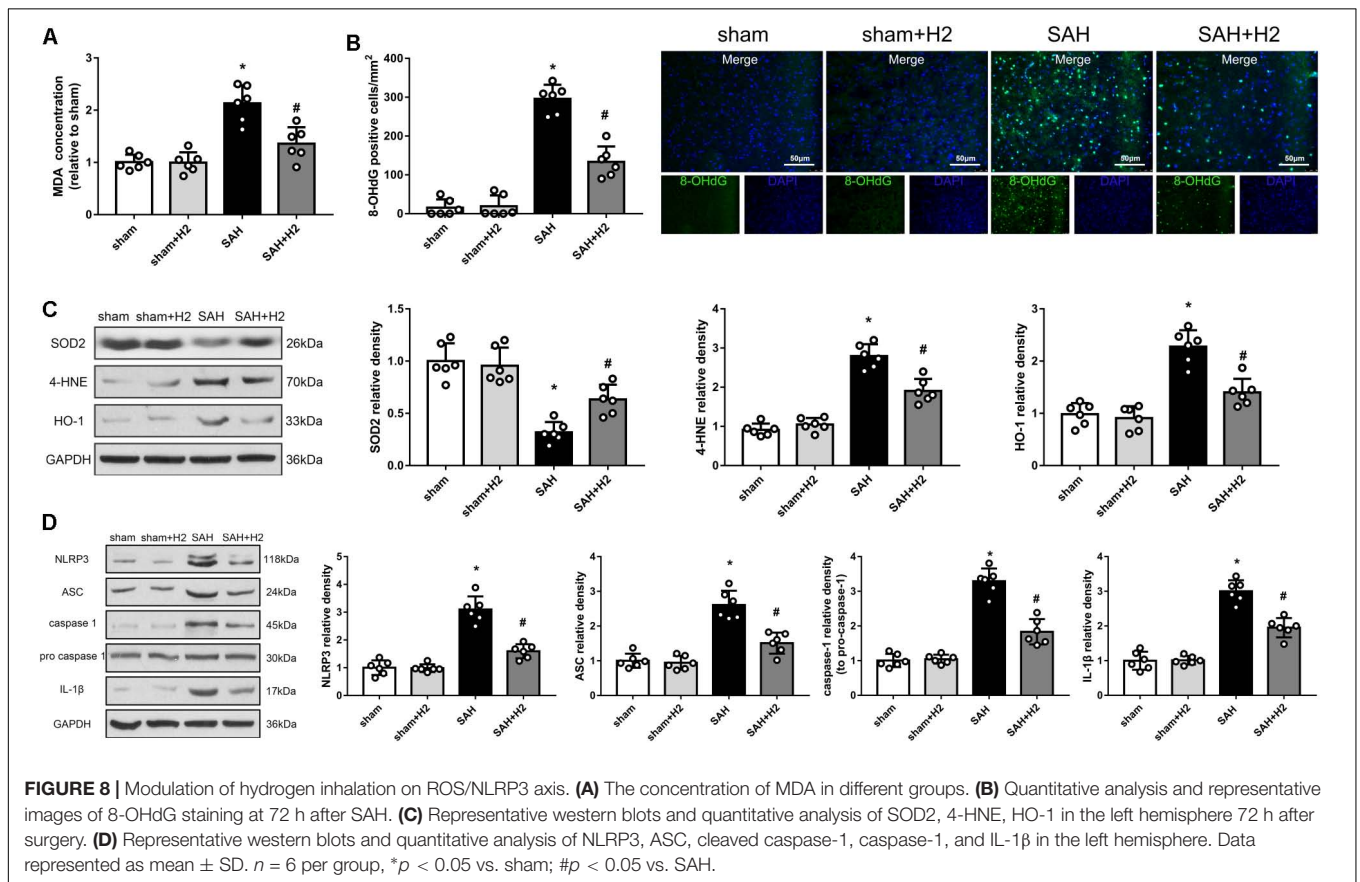 A
MDA concentration
(relative to sham)
3
2
1
0
*
#
sham
sham+H2
SAH
SAH+H2
B
8-OHdG positive cells/mm²
400
300
200
100
0
*
#
sham
sham+H2
SAH
SAH+H2
sham
sham+H2
SAH
SAH+H2
Merge
Merge
Merge
Merge
50μm
50μm
50μm
50μm
8-OHdG
DAPI
8-OHdG
DAPI
8-OHdG
DAPI
8-OHdG
DAPI
C
sham sham+H2 SAH SAH+H2
SOD2 26kDa
4-HNE 70kDa
HO-1 33kDa
GAPDH 36kDa
SOD2 relative density
1.5
1.0
0.5
0.0
*
#
sham
sham+H2
SAH
SAH+H2
4-HNE relative density
4
3
2
1
0
*
#
sham
sham+H2
SAH
SAH+H2
HO-1 relative density
3
2
1
0
*
#
sham
sham+H2
SAH
SAH+H2
D
sham sham+H2 SAH SAH+H2
NLRP3 118kDa
ASC 24kDa
caspase 1 45kDa
pro caspase 1 30kDa
IL-1β 17kDa
GAPDH 36kDa
NLRP3 relative density
5
4
3
2
1
0
*
#
sham
sham+H2
SAH
SAH+H2
ASC relative density
4
3
2
1
0
*
#
sham
sham+H2
SAH
SAH+H2
caspase-1 relative density
(to pro-caspase-1)
4
3
2
1
0
*
#
sham
sham+H2
SAH
SAH+H2
IL-1β relative density
4
3
2
1
0
*
#
sham
sham+H2
SAH
SAH+H2
FIGURE 8 | Modulation of hydrogen inhalation on ROS/NLRP3 axis. (A) The concentration of MDA in different groups. (B) Quantitative analysis and representative
images of 8-OHdG staining at 72 h after SAH. (C) Representative western blots and quantitative analysis of SOD2, 4-HNE, HO-1 in the left hemisphere 72 h after
surgery. (D) Representative western blots and quantitative analysis of NLRP3, ASC, cleaved caspase-1, caspase-1, and IL-1β in the left hemisphere. Data
represented as mean ± SD. n = 6 per group, *p < 0.05 vs. sham; #p < 0.05 vs. SAH.